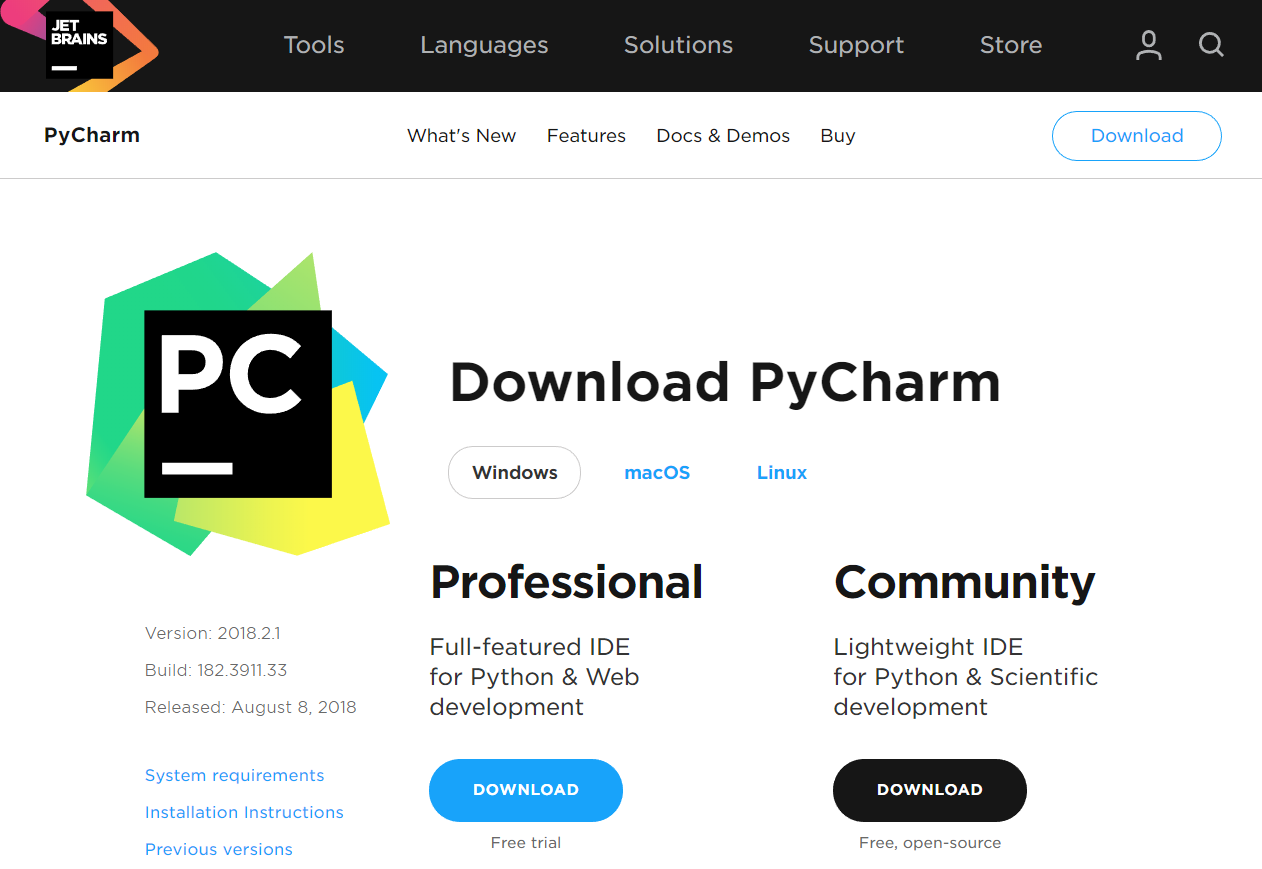 JET
BRAINS
Tools Languages Solutions Support Store
PyCharm What's New Features Docs & Demos Buy Download
PC
Download PyCharm
Windows macOS Linux
Version: 2018.2.1
Build: 182.3911.33
Released: August 8, 2018
System requirements
Installation Instructions
Previous versions
Professional
Full-featured IDE
for Python & Web
development
DOWNLOAD
Free trial
Community
Lightweight IDE
for Python & Scientific
development
DOWNLOAD
Free, open-source